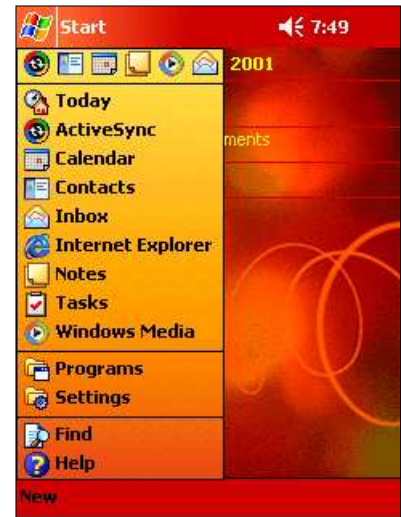 Start 7:49
2001
Today
ActiveSync
ments
Calendar
Contacts
Inbox
Internet Explorer
Notes
Tasks
Windows Media
Programs
Settings
Find
Help
New